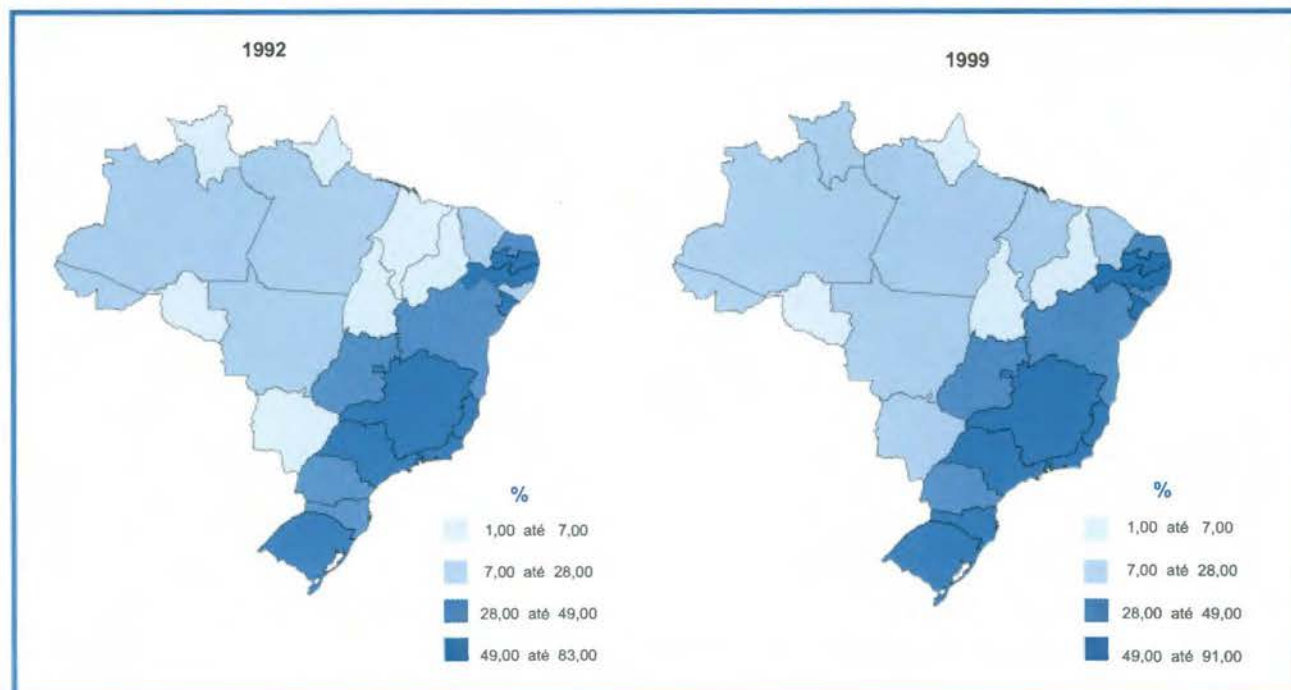 1992
%
1,00 até 7,00
7,00 até 28,00
28,00 até 49,00
49,00 até 83,00
1999
%
1,00 até 7,00
7,00 até 28,00
28,00 até 49,00
49,00 até 91,00